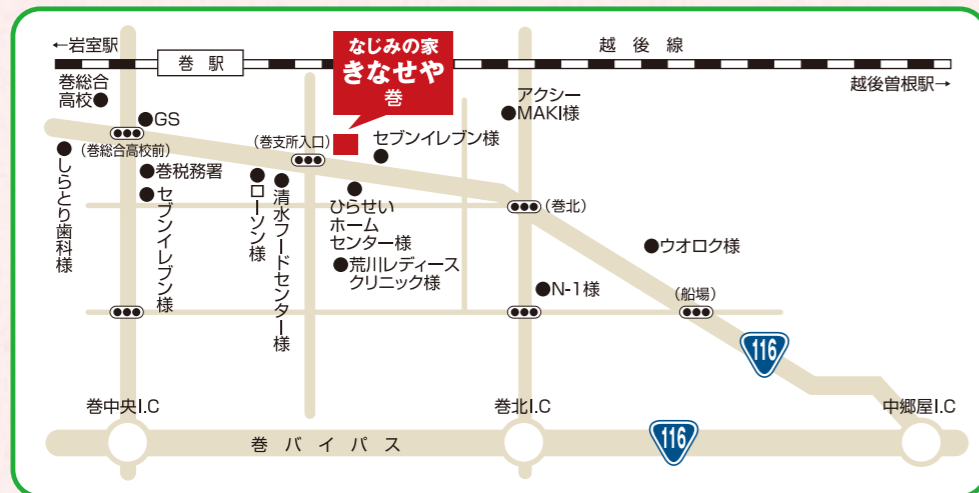 ←岩室駅
巻 駅
なじみの家
きなせや
巻
越 後 線
越後曽根駅→
巻総合
高校●
●GS
(巻総合高校前)
(巻支所入口)
セブンイレブン様
アクシー
●MAKI様
しらとり歯科様
●巻税務署
セブンイレブン様
ローソン様
清水フードセンター様
ひらせい
ホーム
センター様
●荒川レディース
クリニック様
(巻北)
●ウオロク様
●N-1様
(船場)
116
巻中央I.C
巻北I.C
中郷屋I.C
巻 バ イ パ ス
116